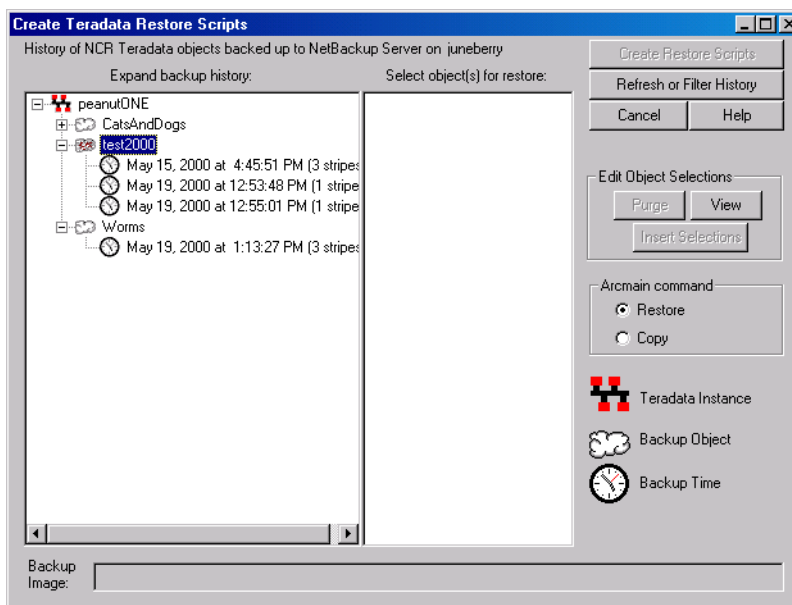 Create Teradata Restore Scripts
History of NCR Teradata objects backed up to NetBackup Server on juneberry
Expand backup history:
Select object(s) for restore:
peanutONE
CatsAndDogs
test2000
May 15, 2000 at 4:45:51 PM (3 stripes
May 19, 2000 at 12:53:48 PM (1 stripe
May 19, 2000 at 12:55:01 PM (1 stripe
Worms
May 19, 2000 at 1:13:27 PM (3 stripes
Create Restore Scripts
Refresh or Filter History
Cancel
Help
Edit Object Selections
Purge
View
Insert Selections
Arcmain command
Restore
Copy
Teradata Instance
Backup Object
Backup Time
Backup
Image: